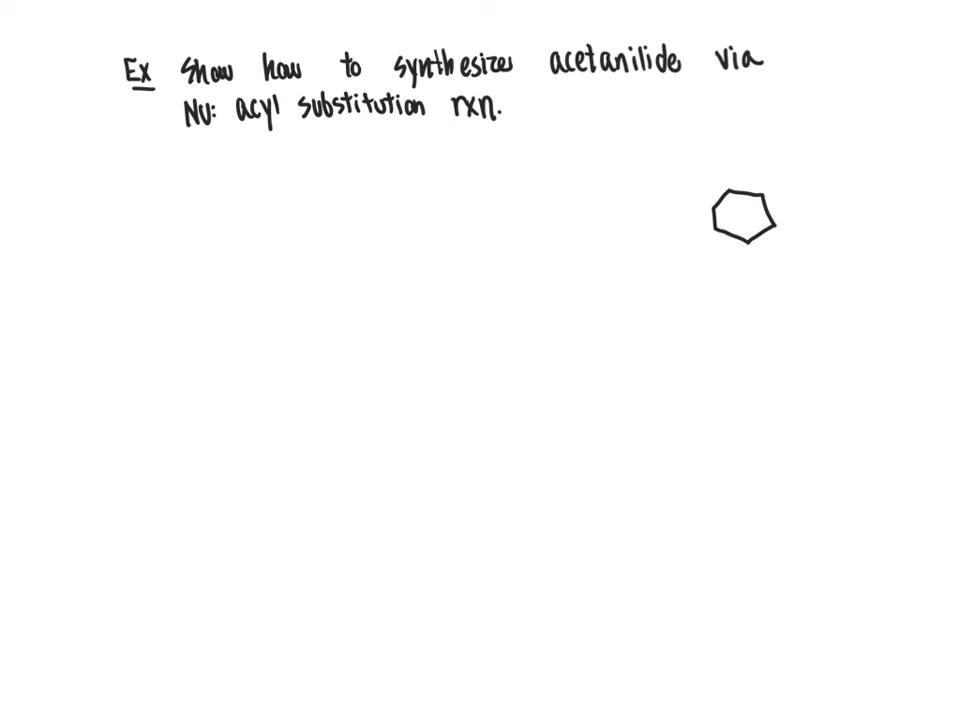 Ex Show how to synthesize acetanilide via
Nu: acyl substitution rxn.